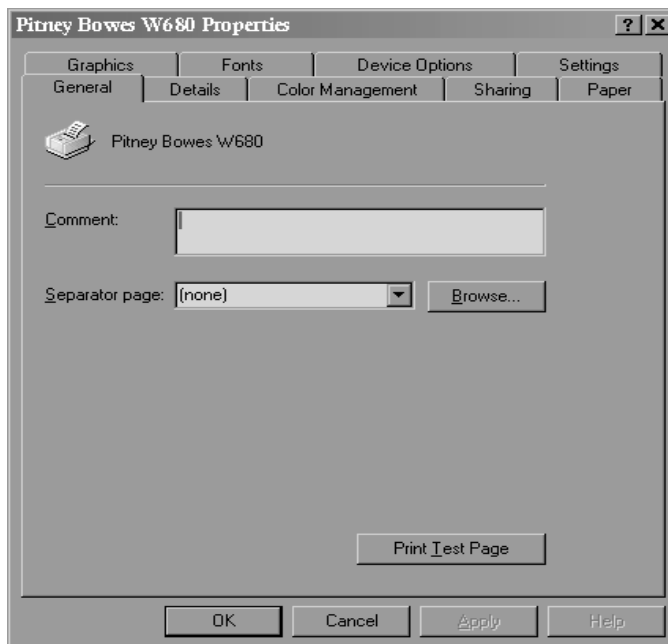 Pitney Bowes W680 Properties
? X
Graphics Fonts Device Options Settings
General Details Color Management Sharing Paper
Pitney Bowes W680
Comment:
Separator page: (none) Browse...
Print Test Page
OK Cancel Apply Help